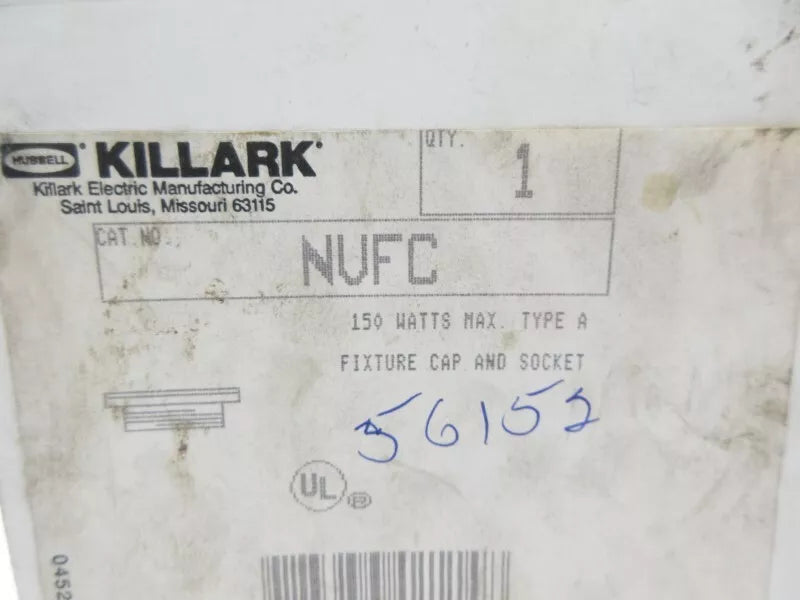 HUBBELL KILLARK
Killark Electric Manufacturing Co.
Saint Louis, Missouri 63115
QTY.
1
CAT.NO.
NVFC
150 WATTS MAX. TYPE A
FIXTURE CAP AND SOCKET
56152
UL ®
0452